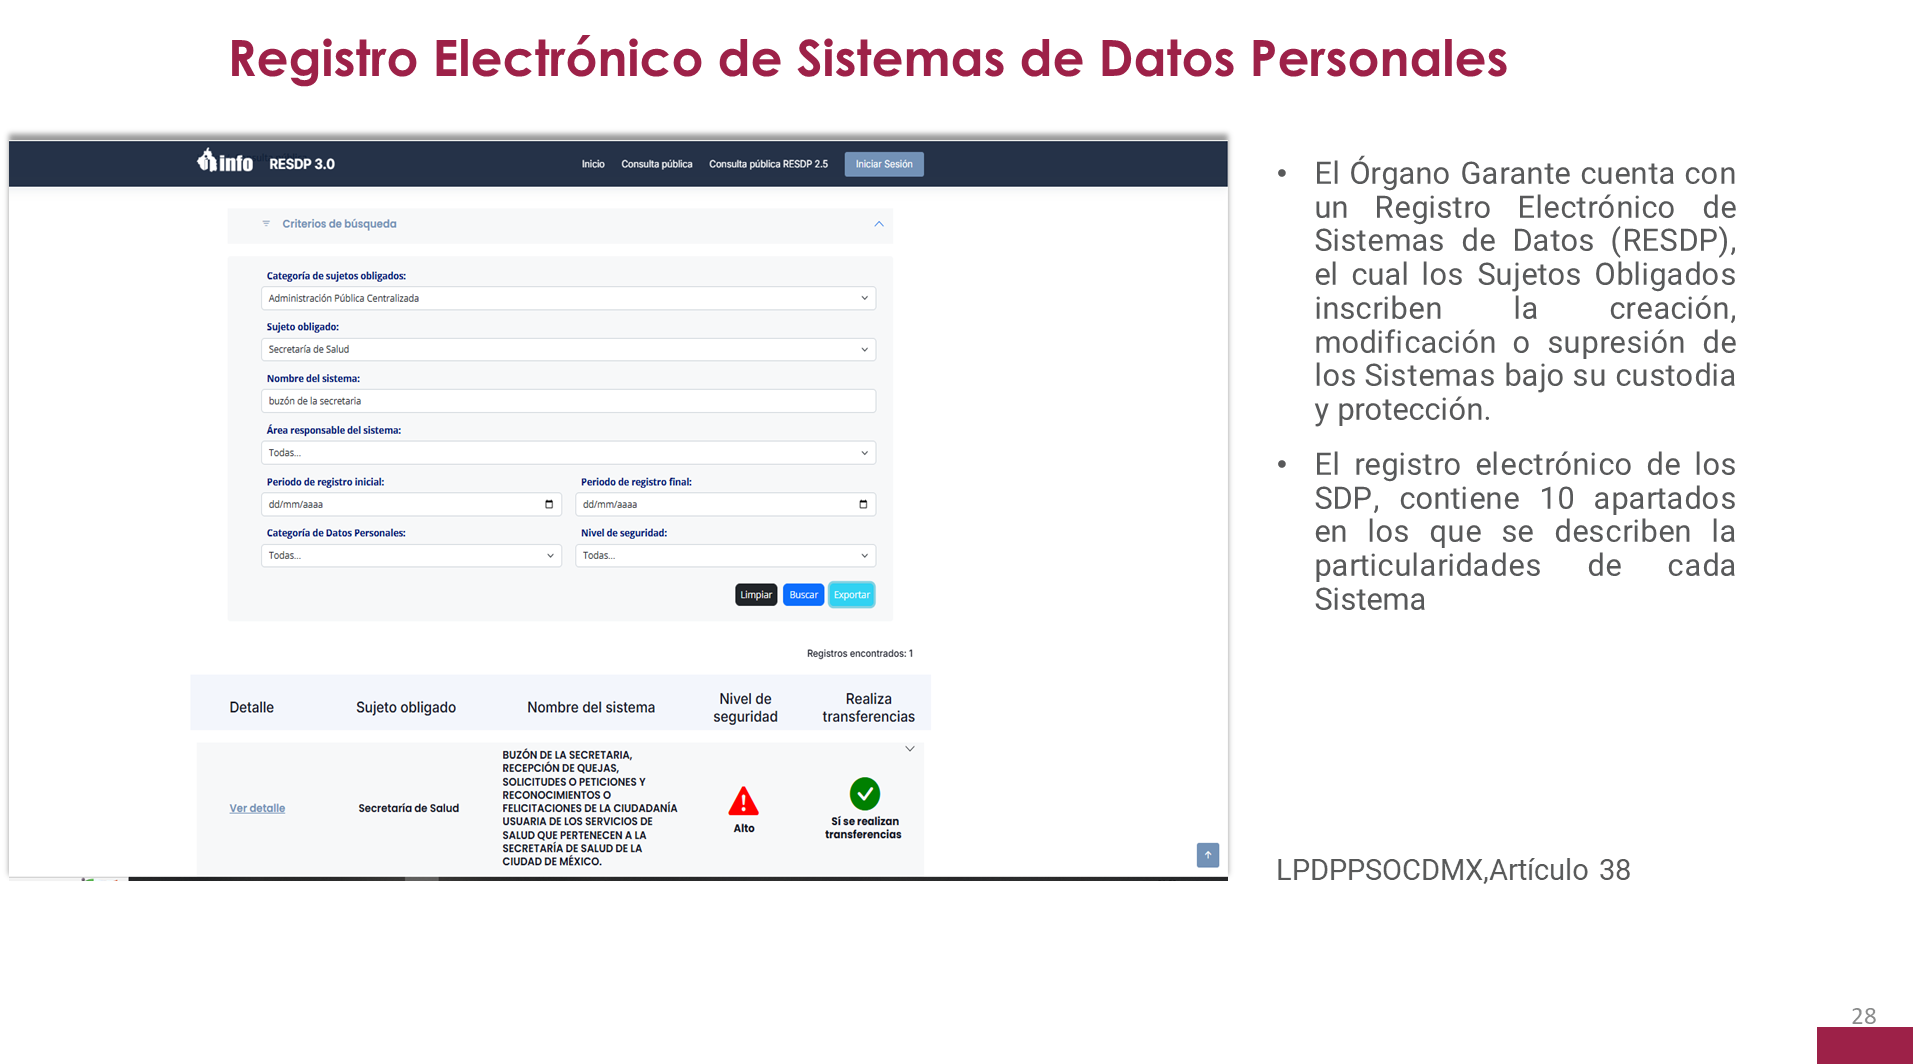 Registro Electrónico de Sistemas de Datos Personales
info RESDP 3.0
Inicio Consulta pública Consulta pública RESDP 2.5 Iniciar Sesión
Criterios de búsqueda
Categoría de sujetos obligados:
Administración Pública Centralizada
Sujeto obligado:
Secretaría de Salud
Nombre del sistema:
buzón de la secretaria
Área responsable del sistema:
Todas...
Periodo de registro inicial: Periodo de registro final:
dd/mm/aaaa dd/mm/aaaa
Categoría de Datos Personales: Nivel de seguridad:
Todas... Todas...
Limpiar Buscar Exportar
Registros encontrados: 1
Detalle Sujeto obligado Nombre del sistema Nivel de seguridad Realiza transferencias
Ver detalle
Secretaría de Salud
BUZÓN DE LA SECRETARIA,
RECEPCIÓN DE QUEJAS,
SOLICITUDES O PETICIONES Y
RECONOCIMIENTOS O
FELICITACIONES DE LA CIUDADANÍA
USUARIA DE LOS SERVICIOS DE
SALUD QUE PERTENECEN A LA
SECRETARÍA DE SALUD DE LA
CIUDAD DE MÉXICO.
Alto
Sí se realizan
transferencias
• El Órgano Garante cuenta con
un Registro Electrónico de
Sistemas de Datos (RESDP),
el cual los Sujetos Obligados
inscriben la creación,
modificación o supresión de
los Sistemas bajo su custodia
y protección.
• El registro electrónico de los
SDP, contiene 10 apartados
en los que se describen la
particularidades de cada
Sistema
LPDPPSOCDMX,Artículo 38
28